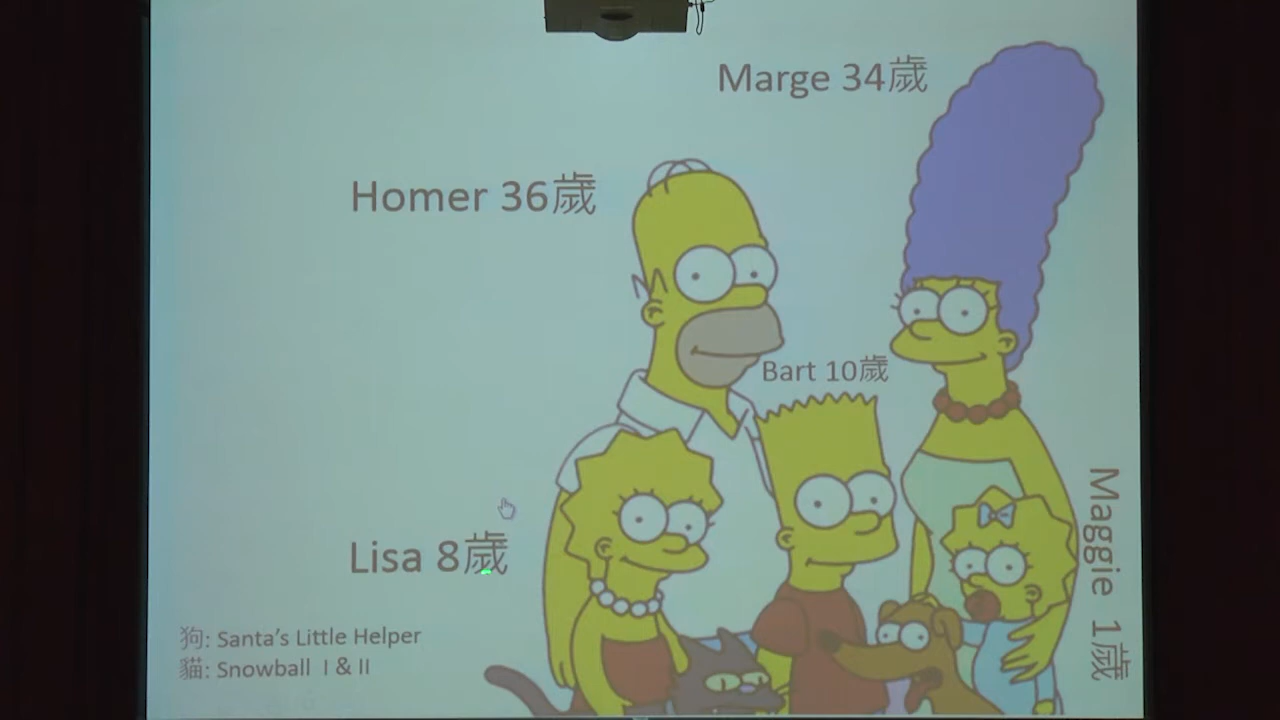 Marge 34歲
Homer 36歲
Bart 10歲
Lisa 8歲
Maggie 1歲
狗: Santa's Little Helper
貓: Snowball I & II